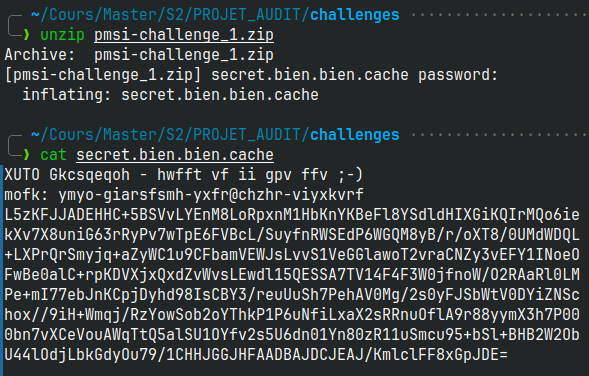 ~/Cours/Master/S2/PROJET_AUDIT/challenges
❯ unzip pmsi-challenge_1.zip
Archive:  pmsi-challenge_1.zip
[pmsi-challenge_1.zip] secret.bien.bien.cache password:
  inflating: secret.bien.bien.cache
~/Cours/Master/S2/PROJET_AUDIT/challenges
❯ cat secret.bien.bien.cache
XUTO Gkcsqeqoh - hwfft vf ii gpv ffv ;-)
mofk: ymyo-giarsfsmh-yxfr@chzhr-viyxkvrf
L5zKFJJADEHHC+5BSVvLYEnM8LoRpxnM1HbKnYKBeFl8YSdldHIXGiKQIrMQo6ie
kXv7X8uniG63rRyPv7wTpE6FVBcL/SuyfnRWSEdP6WGQM8yB/r/oXT8/0UMdWDQL
+LXPrQrSmyjq+aZyWC1u9CFbamVEWJsLvvS1VeGGlawoT2vraCNZy3vEFY1INoeO
FwBe0alC+rpKDVXjxQxdZvWvsLEwdl15QESSA7TV14F4F3W0jfnoW/O2RAaRl0LM
Pe+mI77ebJnKCpjDyhd98IsCBY3/reuUuSh7PehAV0Mg/2s0yFJSbWtV0DYiZNSc
hox//9iH+Wmqj/RzYowSob2oYThkP1P6uNfiLxaX2sRRnuOflA9r88yymX3h7P00
0bn7vXCeVouAWqTtQ5alSU1OYfv2s5U6dn01Yn80zR11uSmcu95+bSl+BHB2W2Ob
U44lOdjLbkGdyOu79/1CHHJGGJHFAADBAJDCJEAJ/KmlclFF8xGpJDE=